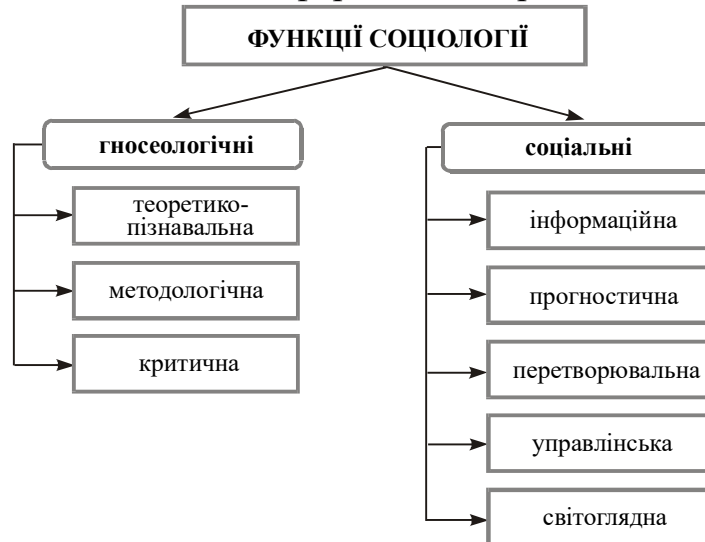 ФУНКЦІЇ СОЦІОЛОГІЇ
гносеологічні
теоретико-
пізнавальна
методологічна
критична
соціальні
інформаційна
прогностична
перетворювальна
управлінська
світоглядна